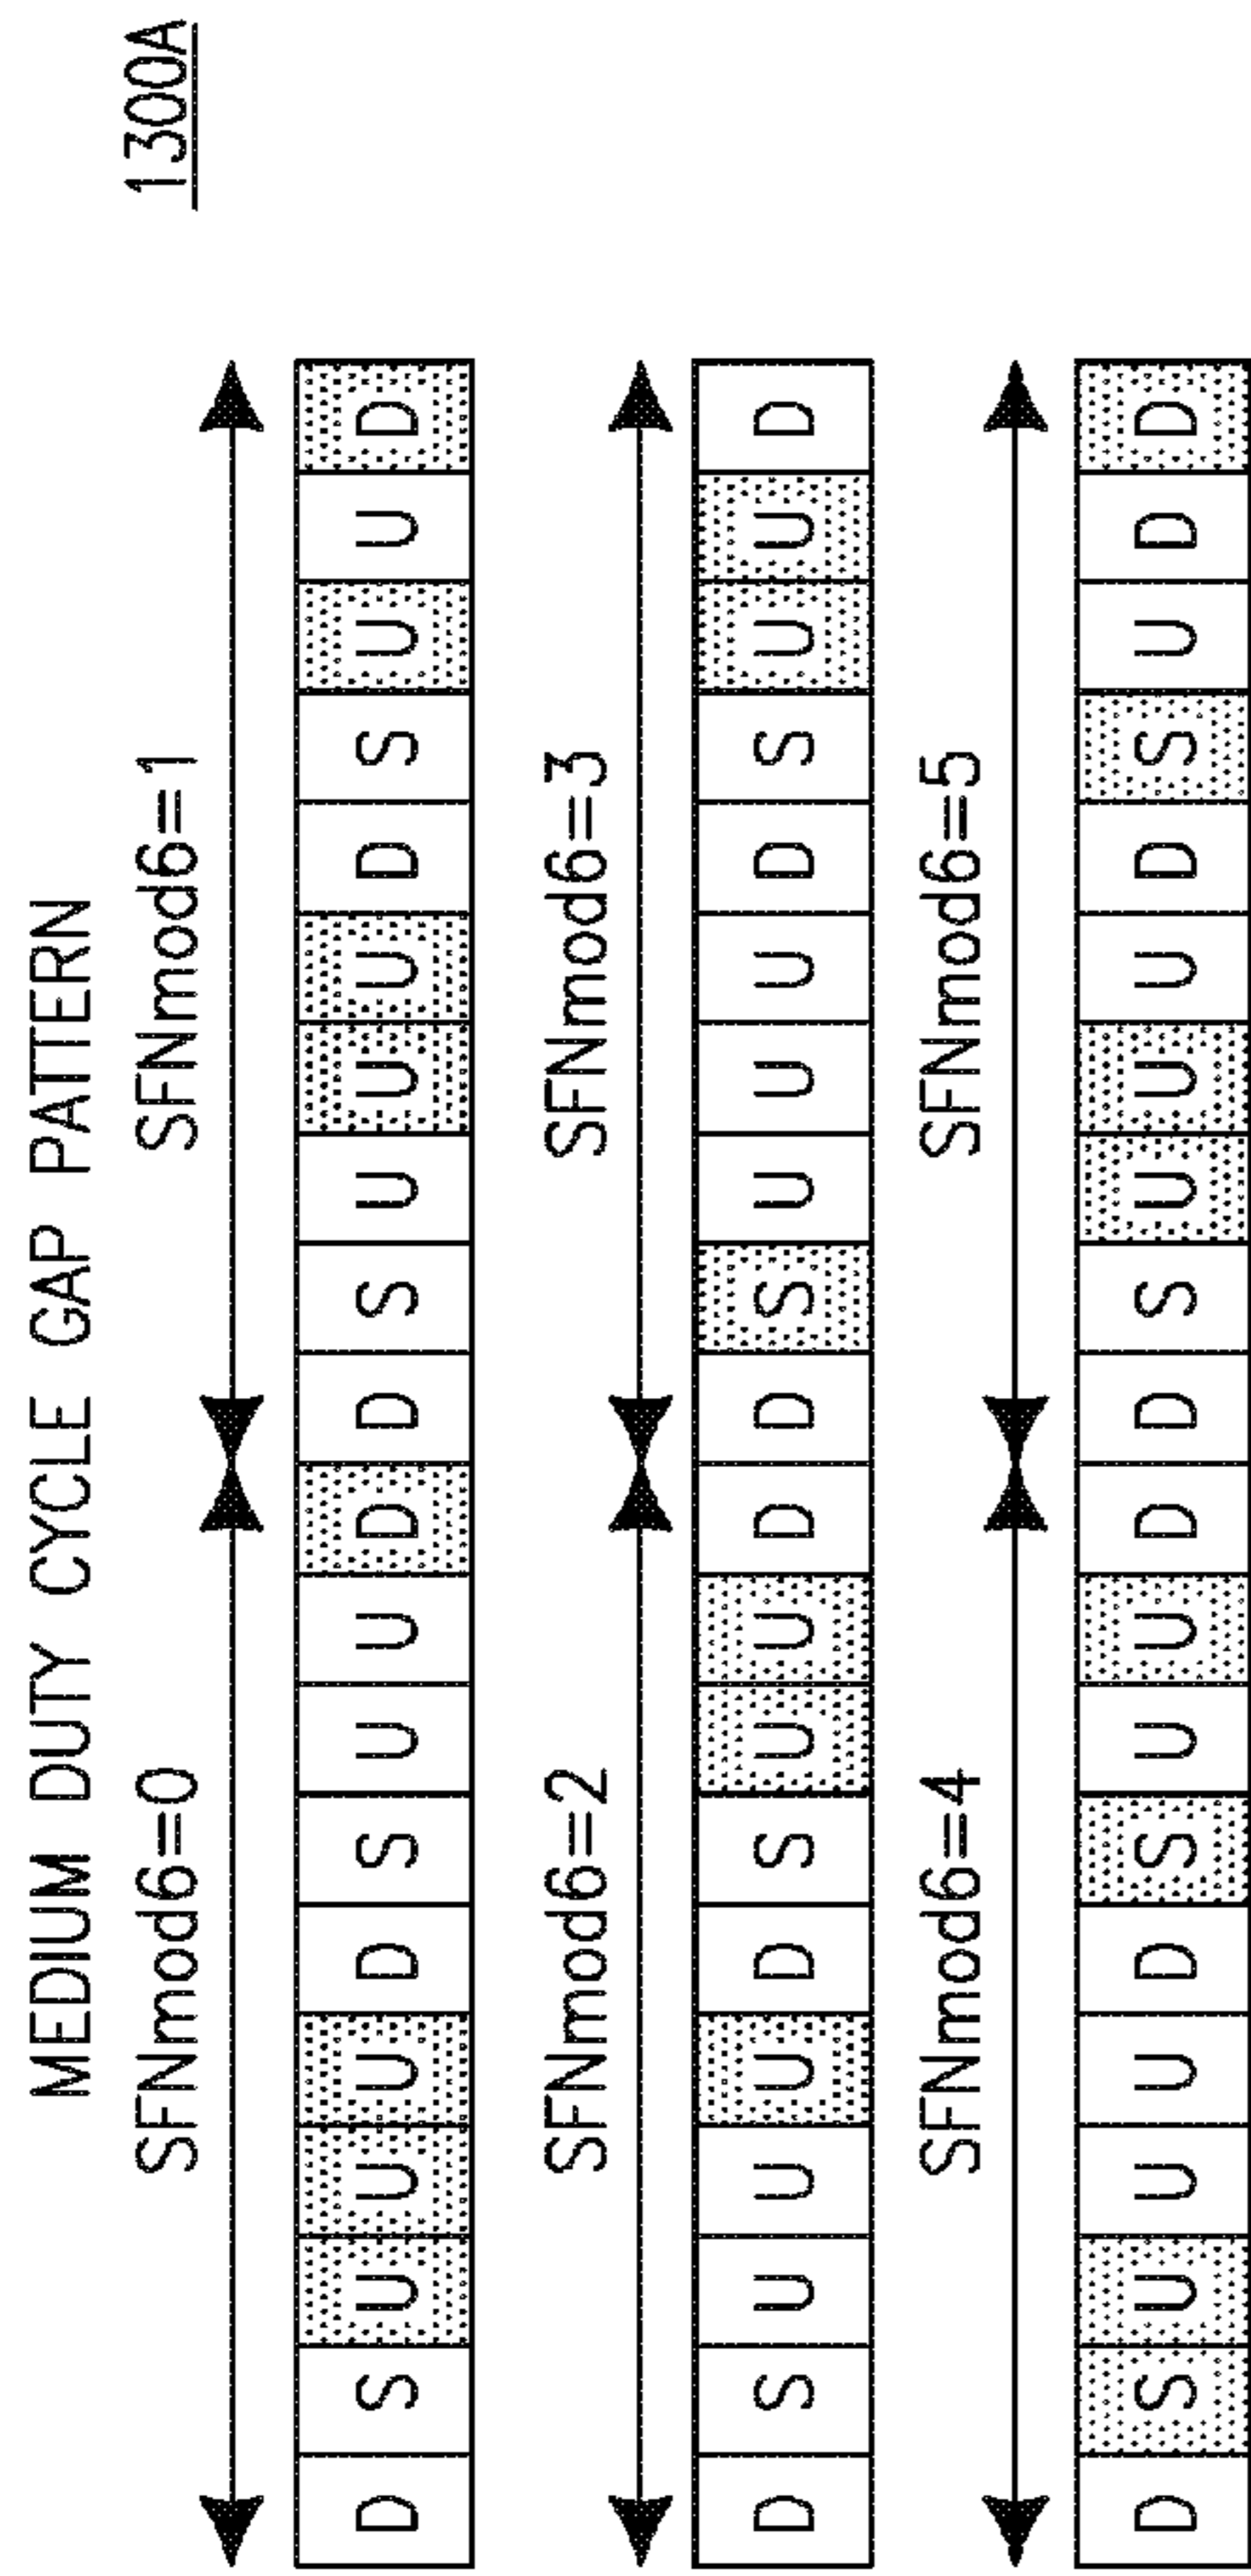 MEDIUM DUTY CYCLE GAP PATTERN
1300A
SFNmod6=0 SFNmod6=1
D S U U U D S U U D D S U U U D S U U D
SFNmod6=2 SFNmod6=3
D S U U U D S U U D D S U U U D S U U D
SFNmod6=4 SFNmod6=5
D S U U U D S U U D D S U U U D S U D D